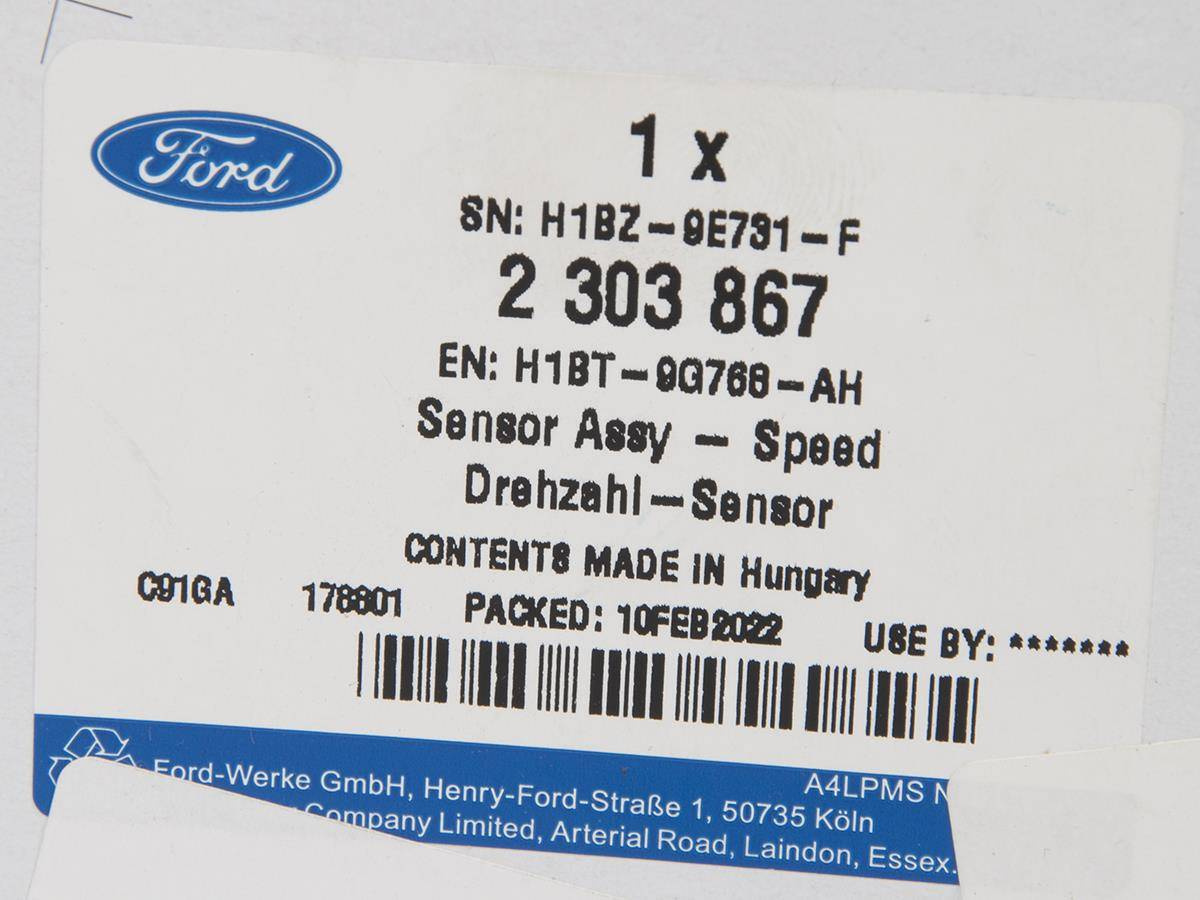 Ford
1 x
SN: H1BZ-9E731-F
2 303 867
EN: H1BT-9G768-AH
Sensor Assy - Speed
Drehzahl-Sensor
CONTENTS MADE IN Hungary
C91GA 178801 PACKED: 10FEB2022 USE BY: *******
A4LPMS
Ford-Werke GmbH, Henry-Ford-Straße 1, 50735 Köln
Company Limited, Arterial Road, Laindon, Essex.